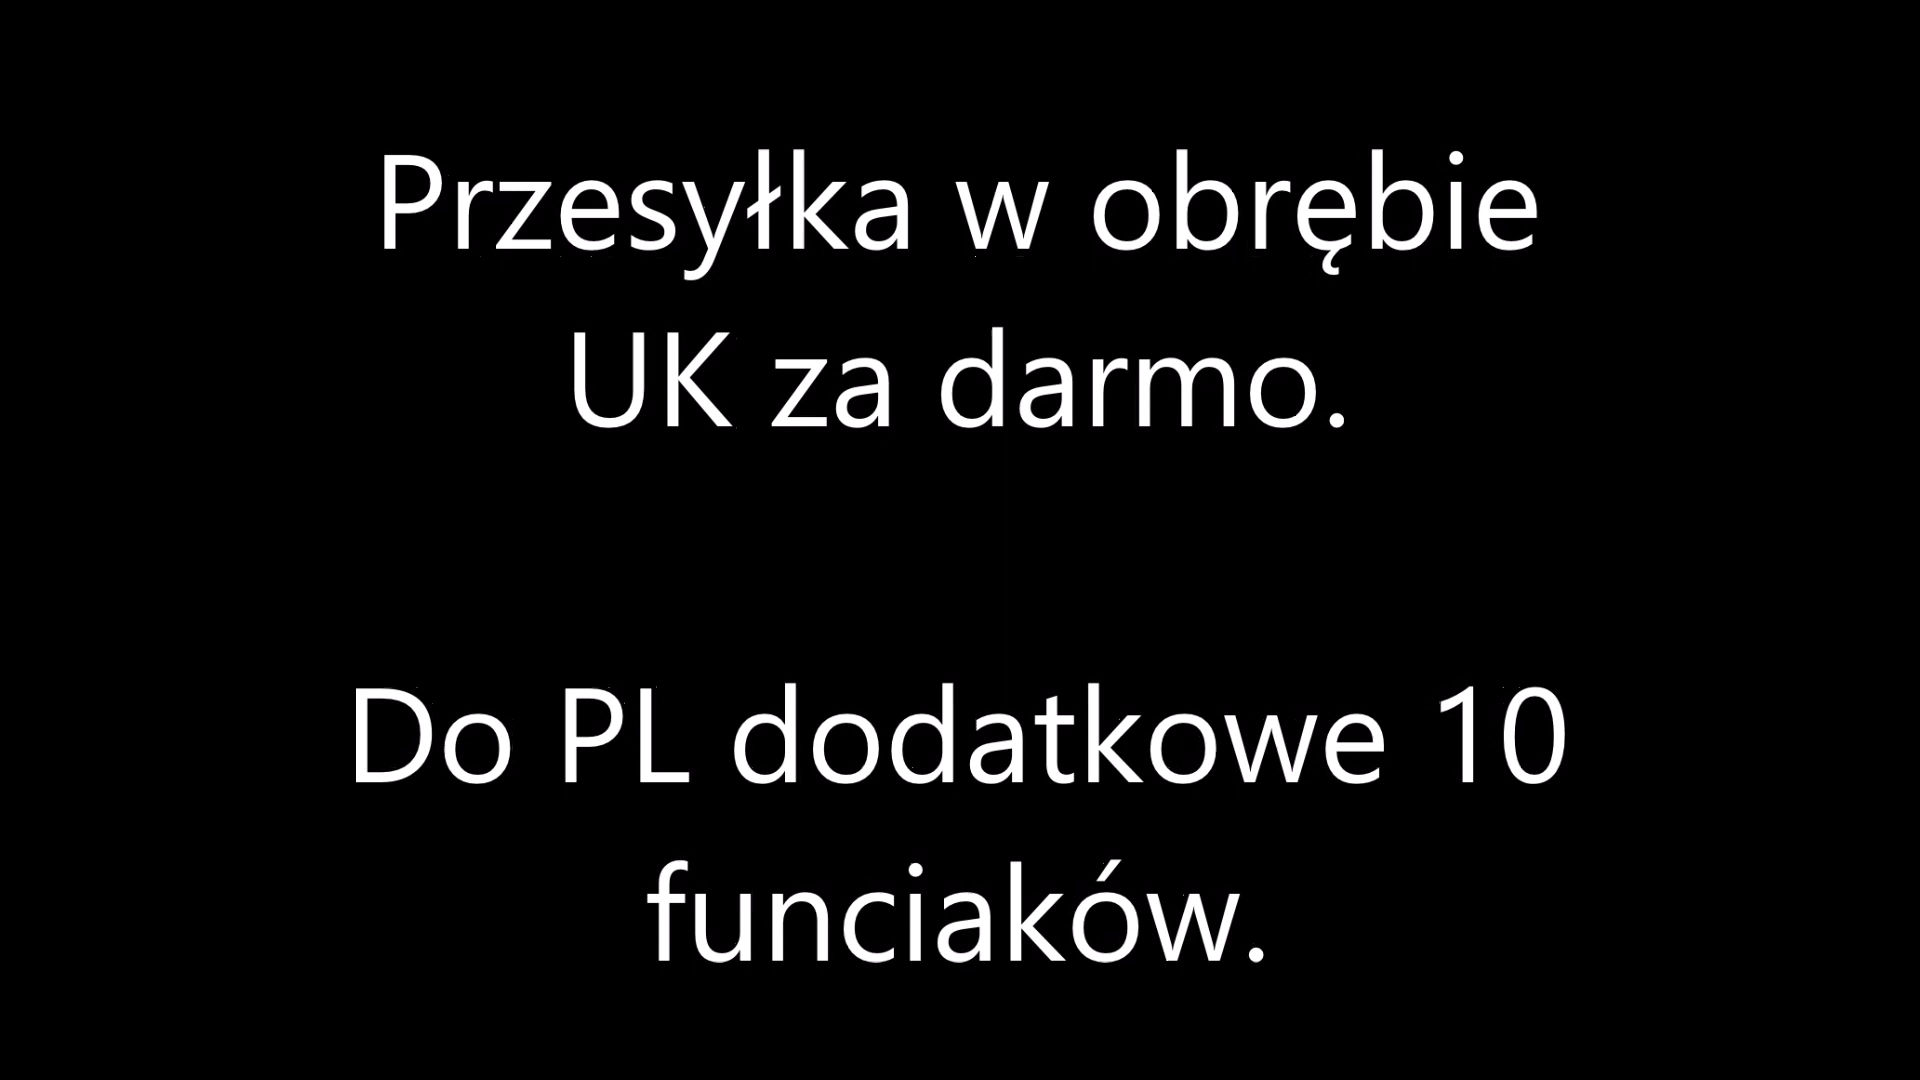 Przesyłka w obrębie
UK za darmo.
Do PL dodatkowe 10
funciaków.